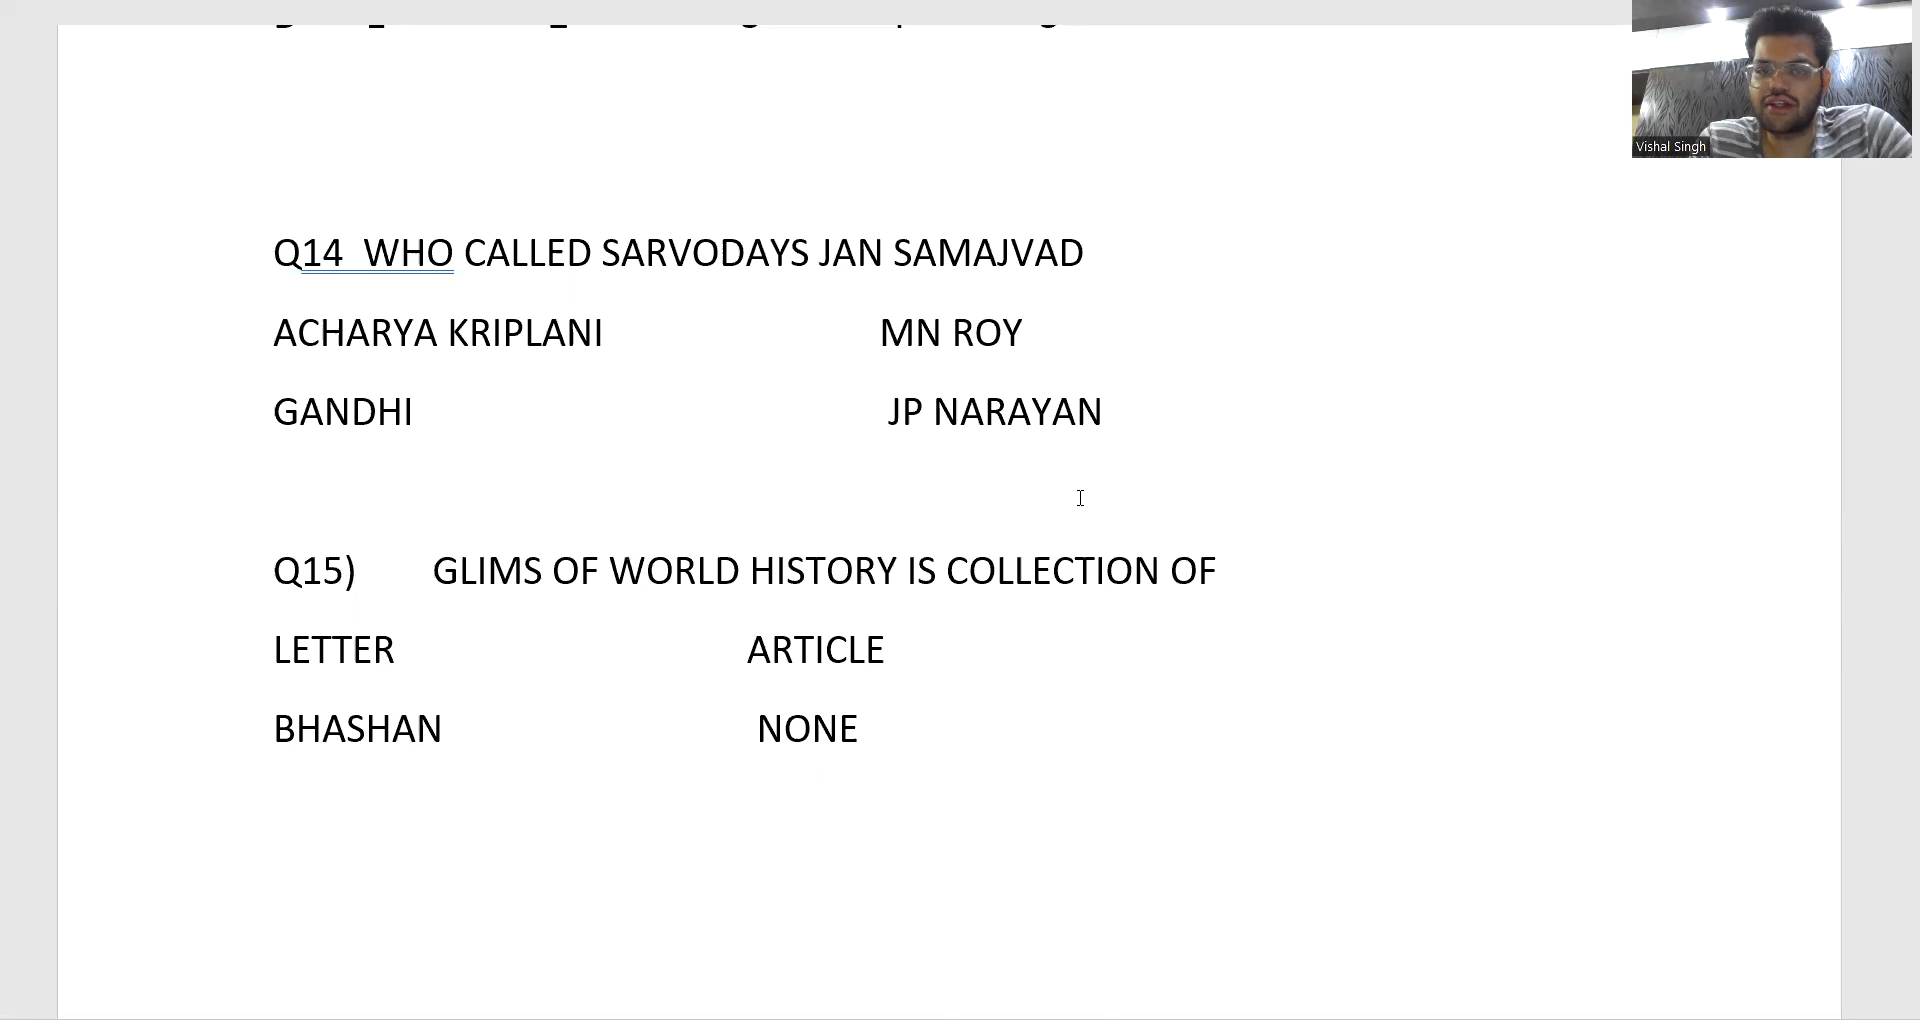 Vishal Singh
Q14 WHO CALLED SARVODAYS JAN SAMAJVAD
ACHARYA KRIPLANI MN ROY
GANDHI JP NARAYAN
Q15) GLIMS OF WORLD HISTORY IS COLLECTION OF
LETTER ARTICLE
BHASHAN NONE